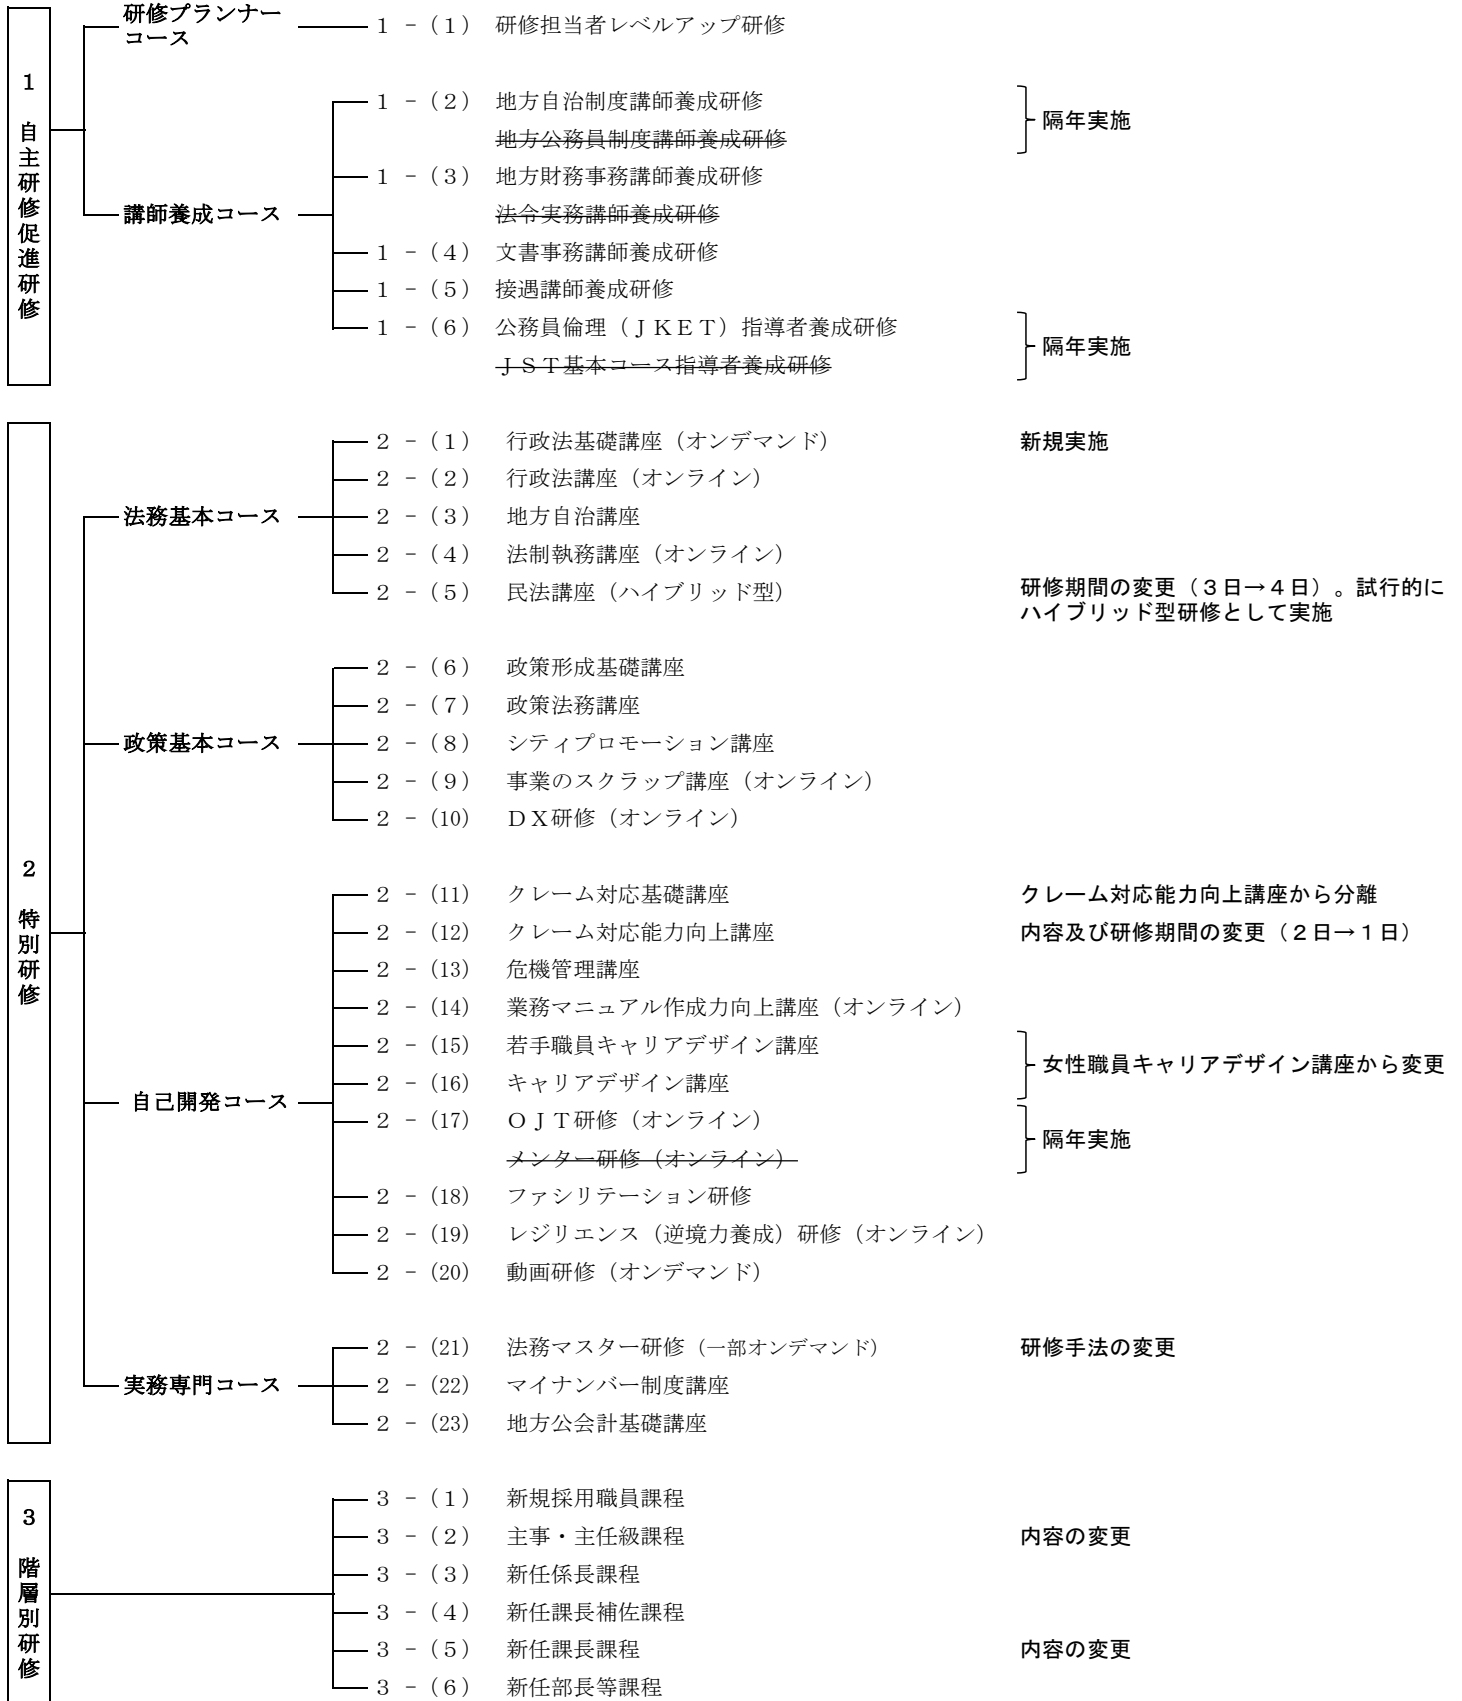 1 自主研修促進研修
研修プランナーコース
1 -（1） 研修担当者レベルアップ研修
講師養成コース
1 -（2） 地方自治制度講師養成研修
地方公務員制度講師養成研修
隔年実施
1 -（3） 地方財務事務講師養成研修
法令実務講師養成研修
1 -（4） 文書事務講師養成研修
1 -（5） 接遇講師養成研修
1 -（6） 公務員倫理（ＪＫＥＴ）指導者養成研修
ＪＳＴ基本コース指導者養成研修
隔年実施
2 特別研修
法務基本コース
2 -（1） 行政法基礎講座（オンデマンド） 新規実施
2 -（2） 行政法講座（オンライン）
2 -（3） 地方自治講座
2 -（4） 法制執務講座（オンライン）
2 -（5） 民法講座（ハイブリッド型） 研修期間の変更（３日→４日）。試行的に
ハイブリッド型研修として実施
政策基本コース
2 -（6） 政策形成基礎講座
2 -（7） 政策法務講座
2 -（8） シティプロモーション講座
2 -（9） 事業のスクラップ講座（オンライン）
2 -（10） ＤＸ研修（オンライン）
自己開発コース
2 -（11） クレーム対応基礎講座 クレーム対応能力向上講座から分離
2 -（12） クレーム対応能力向上講座 内容及び研修期間の変更（２日→１日）
2 -（13） 危機管理講座
2 -（14） 業務マニュアル作成力向上講座（オンライン）
2 -（15） 若手職員キャリアデザイン講座
2 -（16） キャリアデザイン講座
女性職員キャリアデザイン講座から変更
2 -（17） ＯＪＴ研修（オンライン）
メンター研修（オンライン）
隔年実施
2 -（18） ファシリテーション研修
2 -（19） レジリエンス（逆境力養成）研修（オンライン）
2 -（20） 動画研修（オンデマンド）
実務専門コース
2 -（21） 法務マスター研修（一部オンデマンド） 研修手法の変更
2 -（22） マイナンバー制度講座
2 -（23） 地方公会計基礎講座
3 階層別研修
3 -（1） 新規採用職員課程
3 -（2） 主事・主任級課程 内容の変更
3 -（3） 新任係長課程
3 -（4） 新任課長補佐課程
3 -（5） 新任課長課程 内容の変更
3 -（6） 新任部長等課程